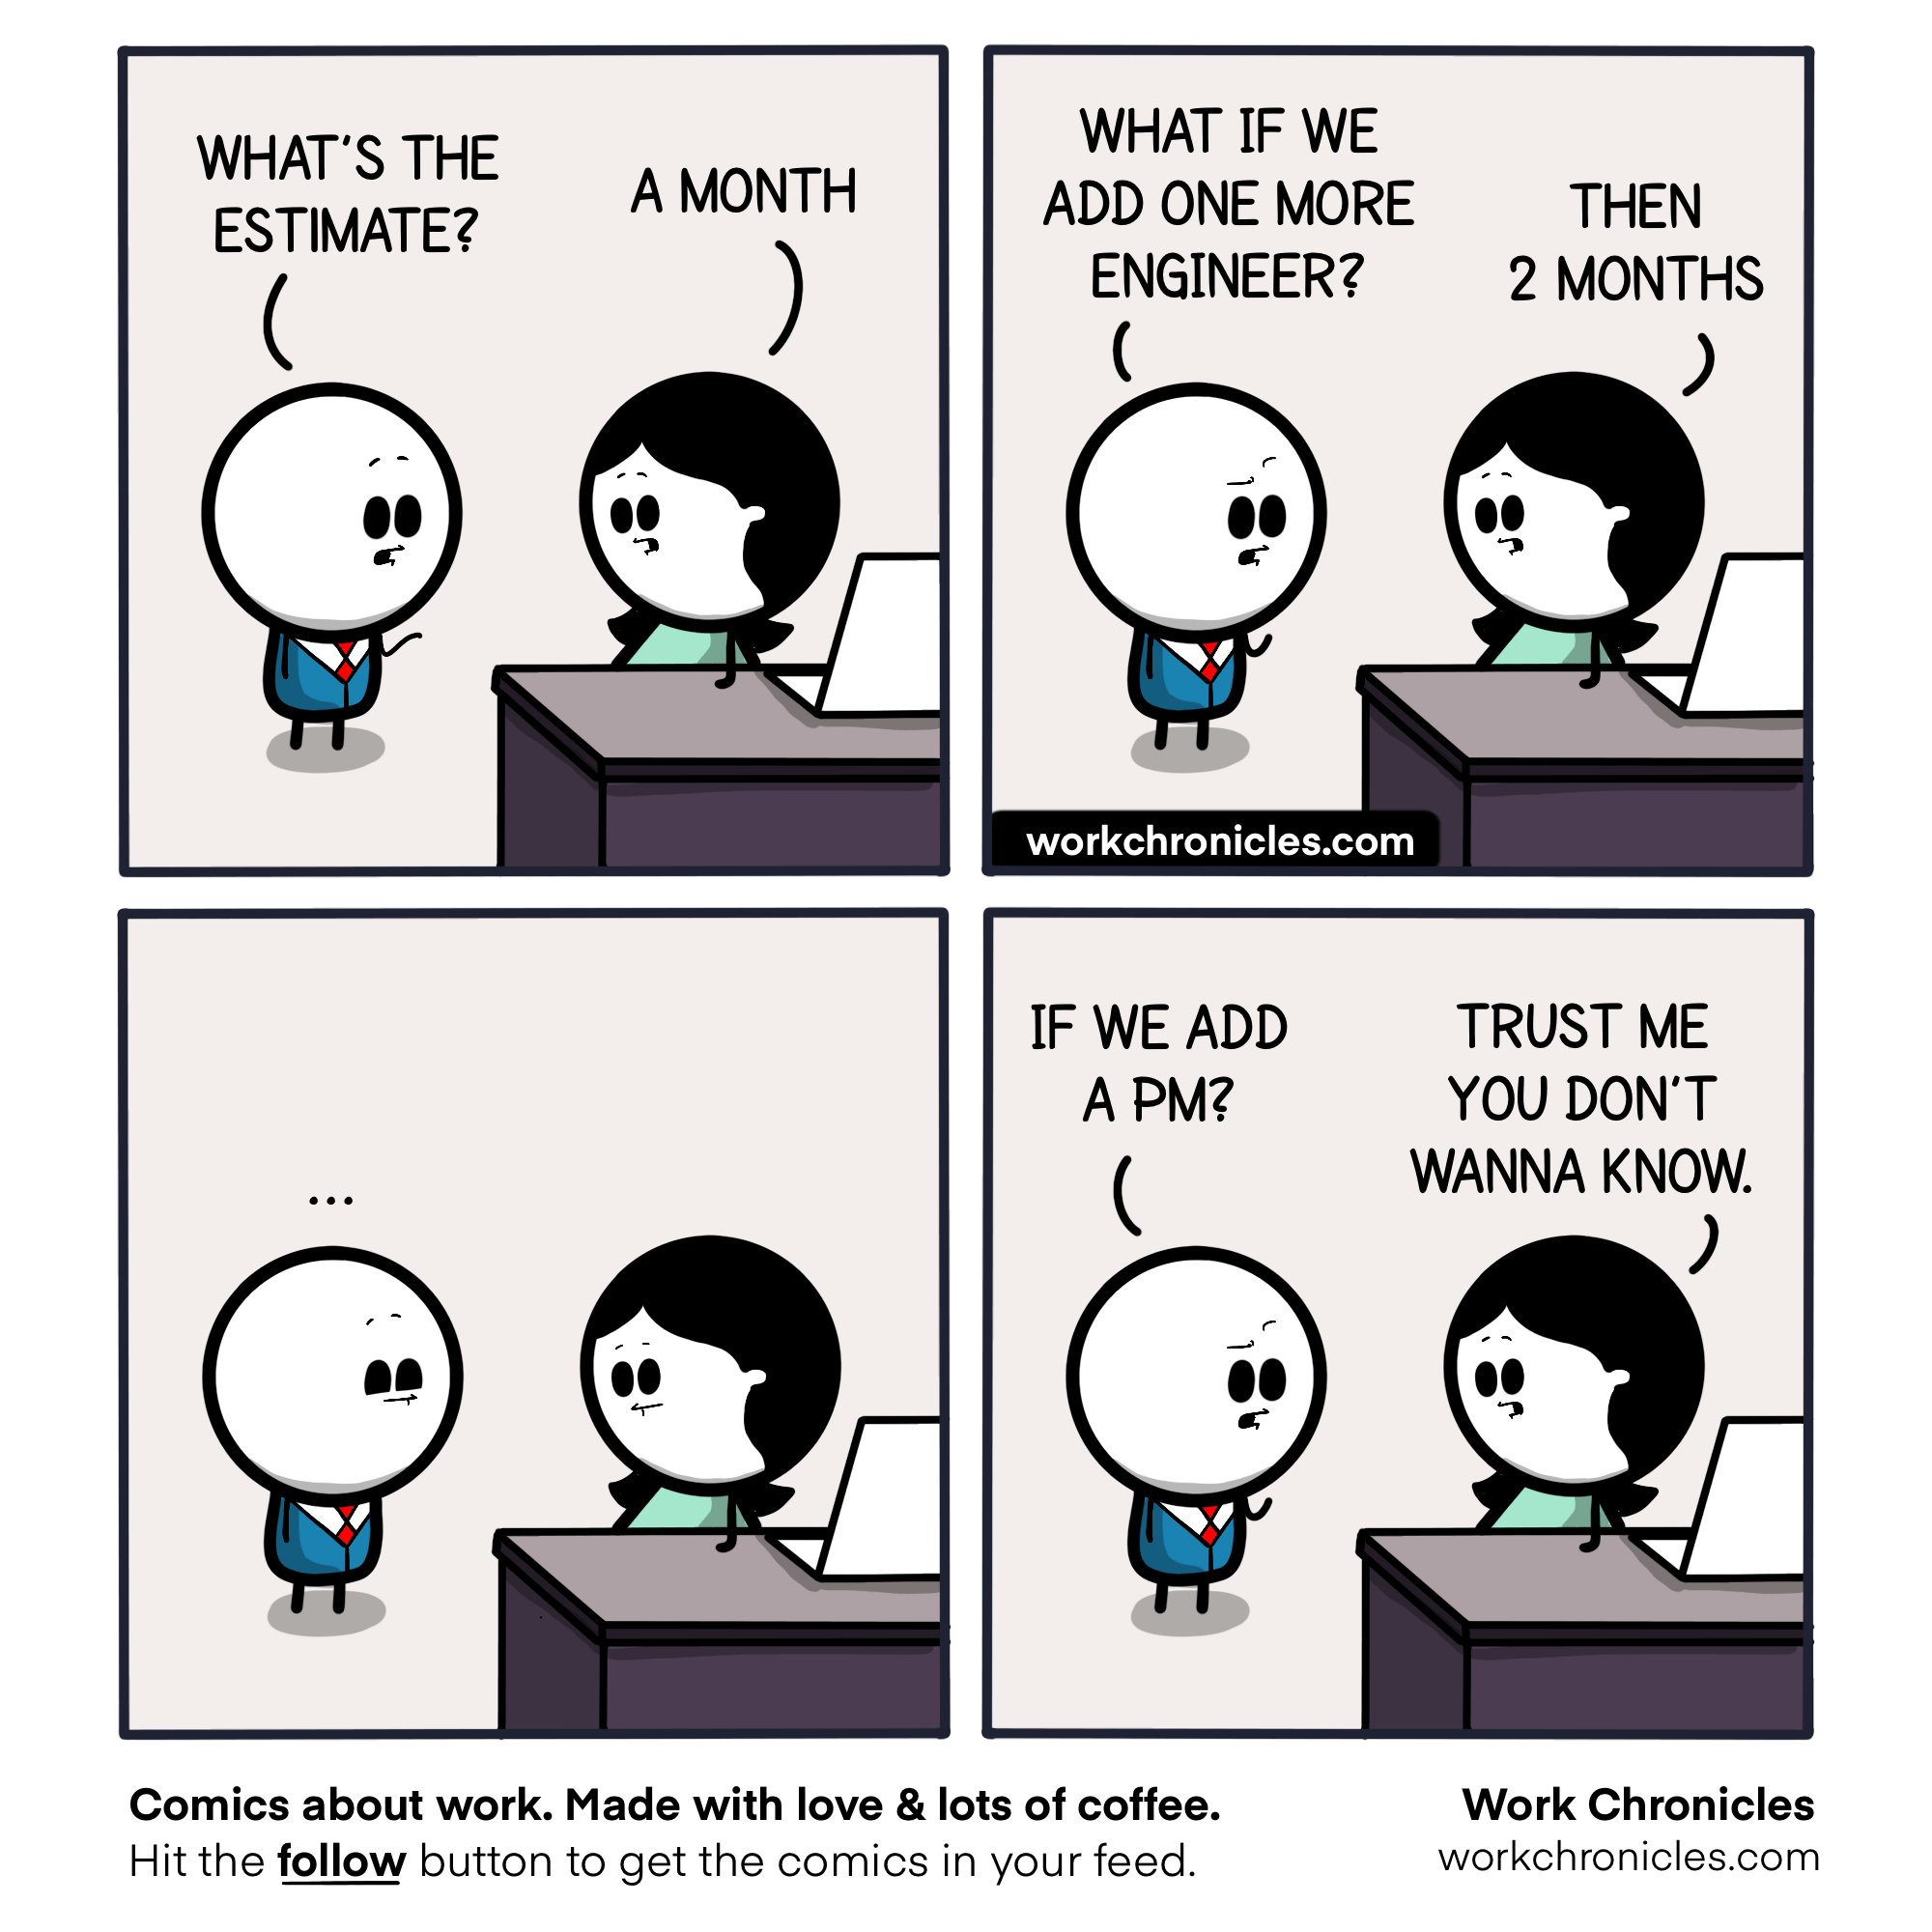 WHAT'S THE
ESTIMATE?
A MONTH
WHAT IF WE
ADD ONE MORE
ENGINEER?
THEN
2 MONTHS
workchronicles.com
...
IF WE ADD
A PM?
TRUST ME
YOU DON'T
WANNA KNOW.
Comics about work. Made with love & lots of coffee.
Hit the follow button to get the comics in your feed.
Work Chronicles
workchronicles.com